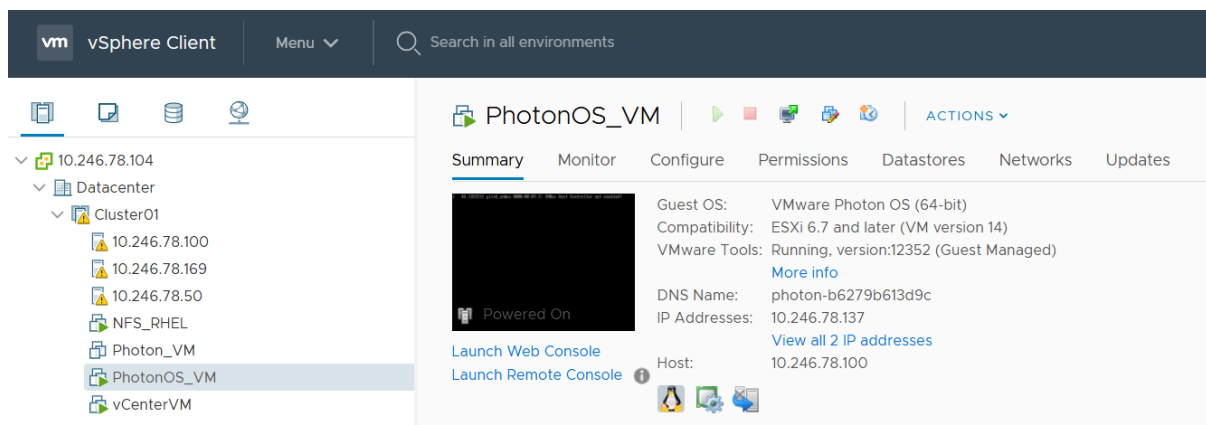 vm vSphere Client Menu Search in all environments
PhotonOS_VM ACTIONS
Summary Monitor Configure Permissions Datastores Networks Updates
10.246.78.104
Datacenter
Cluster01
10.246.78.100
10.246.78.169
10.246.78.50
NFS_RHEL
Photon_VM
PhotonOS_VM
vCenterVM
Powered On
Launch Web Console
Launch Remote Console
Guest OS: VMware Photon OS (64-bit)
Compatibility: ESXi 6.7 and later (VM version 14)
VMware Tools: Running, version:12352 (Guest Managed)
More info
DNS Name: photon-b6279b613d9c
IP Addresses: 10.246.78.137
View all 2 IP addresses
Host: 10.246.78.100